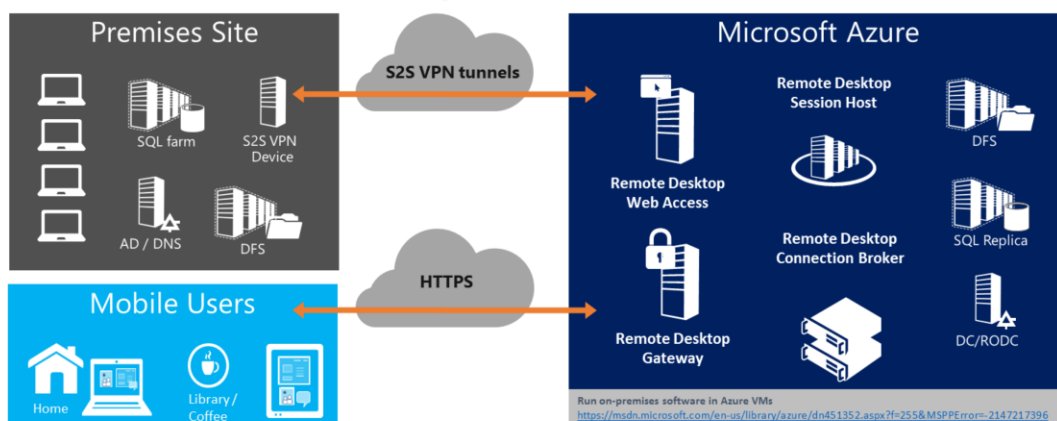 Premises Site
SQL farm
S2S VPN
Device
AD / DNS
DFS
S2S VPN tunnels
HTTPS
Mobile Users
Home
Library /
Coffee
Microsoft Azure
Remote Desktop
Web Access
Remote Desktop
Session Host
DFS
Remote Desktop
Gateway
Remote Desktop
Connection Broker
SQL Replica
DC/RODC
Run on-premises software in Azure VMs
https://msdn.microsoft.com/en-us/library/azure/dn451352.aspx?f=255&MSPPError=-2147217396